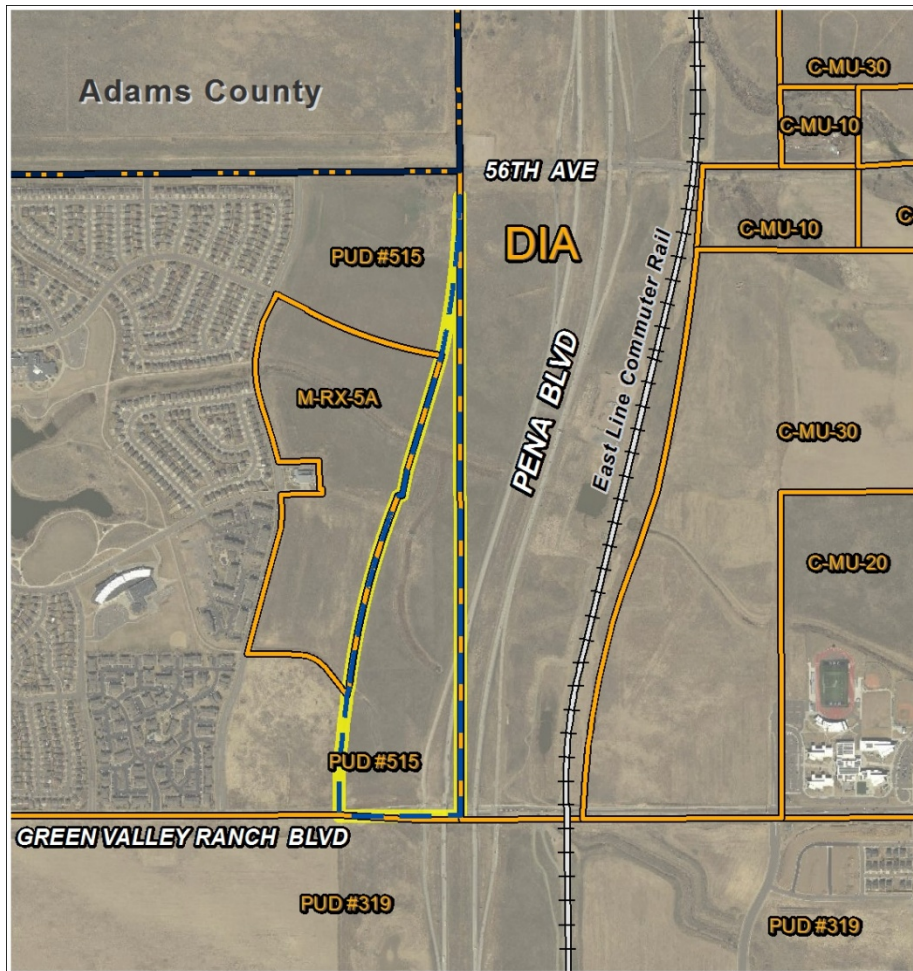 C-MU-30
Adams County
C-MU-10
56TH AVE
PUD #515
DIA
C-MU-10
C
East Line Commuter Rail
PENA BLVD
M-RX-5A
C-MU-30
C-MU-20
PUD #515
GREEN VALLEY RANCH BLVD
PUD #319
PUD #319